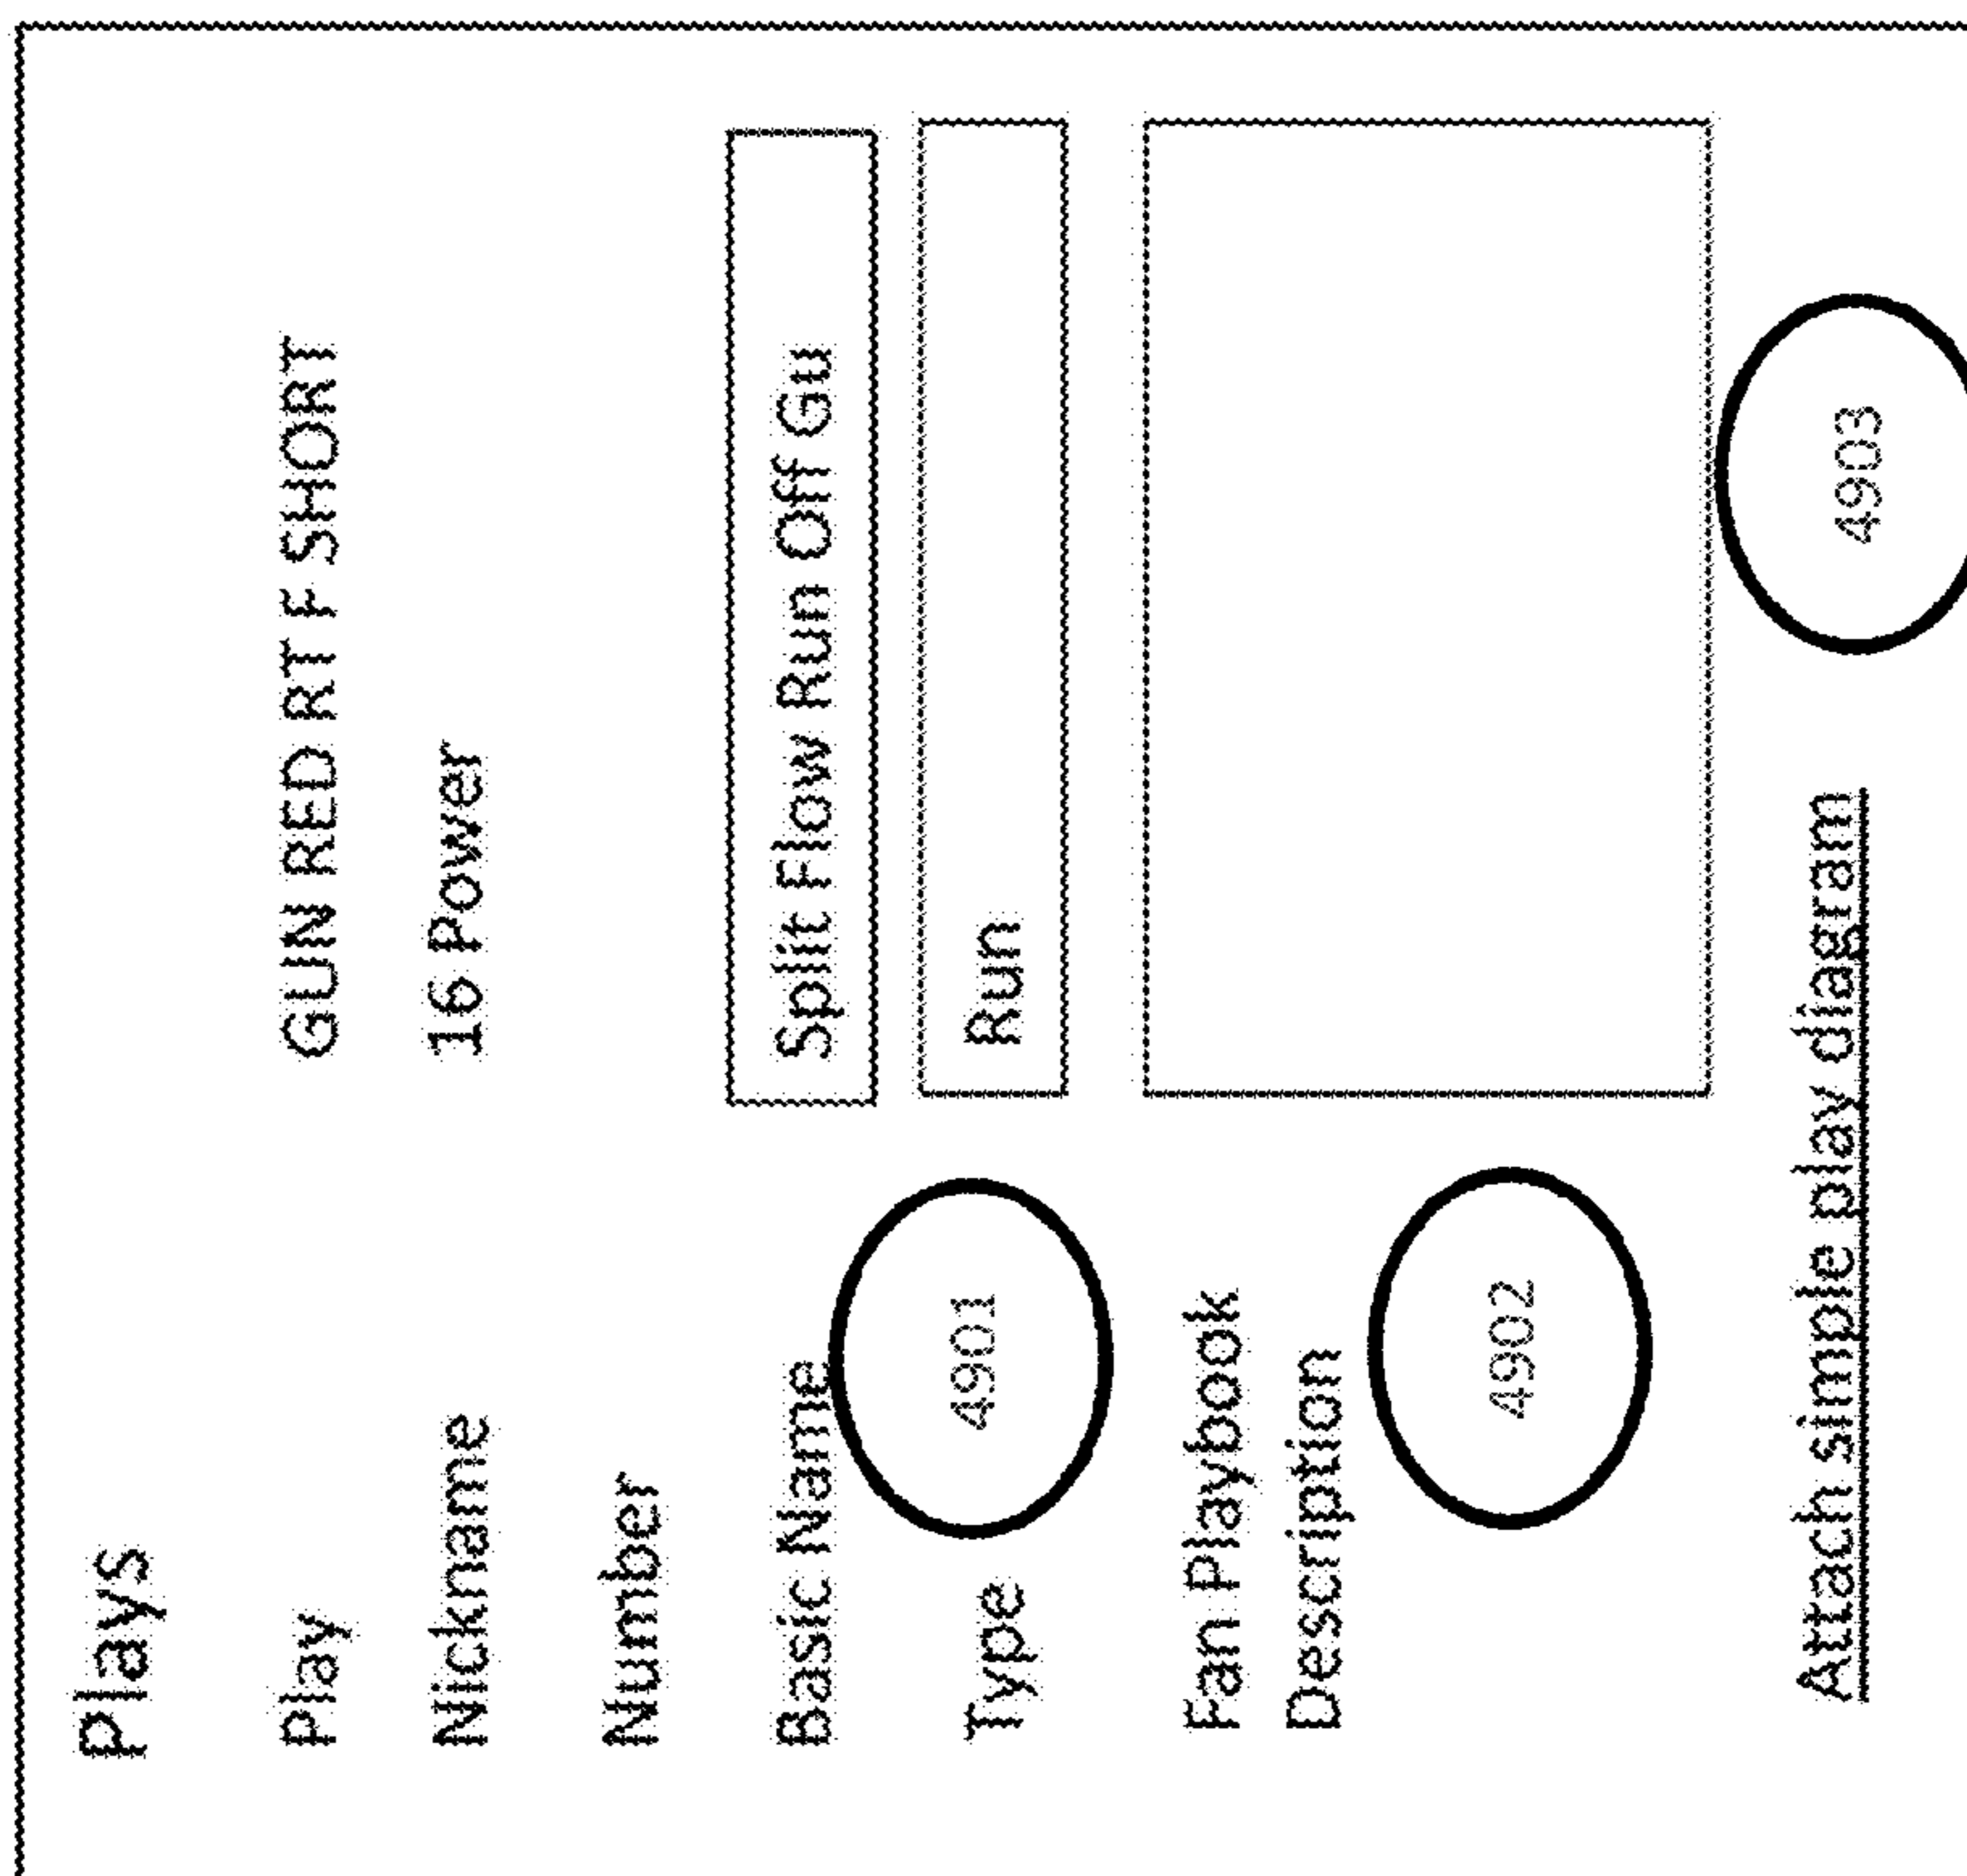 Plays
Play GUN RED RT F SHORT
Nickname 16 Power
Number
Basic Name Split Flow Run Off Gu
4901
Type Run
Fan Playbook
Description
4902
Attach simple play diagram 4903